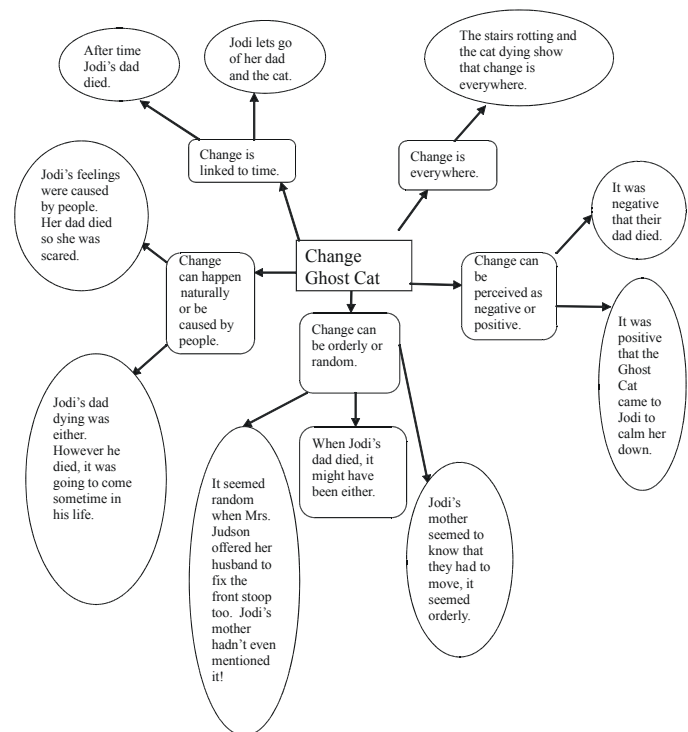 After time
Jodi's dad
died.
Jodi lets go
of her dad
and the cat.
The stairs rotting and
the cat dying show
that change is
everywhere.
Change is
linked to time.
Change is
everywhere.
Jodi's feelings
were caused
by people.
Her dad died
so she was
scared.
It was
negative
that their
dad died.
Change
can happen
naturally
or be
caused by
people.
Change
Ghost Cat
Change can
be
perceived as
negative or
positive.
Change can
be orderly or
random.
It was
positive
that the
Ghost
Cat
came to
Jodi to
calm her
down.
Jodi's dad
dying was
either.
However he
died, it was
going to come
sometime in
his life.
When Jodi's
dad died, it
might have
been either.
It seemed
random
when Mrs.
Judson
offered her
husband to
fix the
front stoop
too.  Jodi's
mother
hadn't even
mentioned
it!
Jodi's
mother
seemed to
know that
they had to
move, it
seemed
orderly.